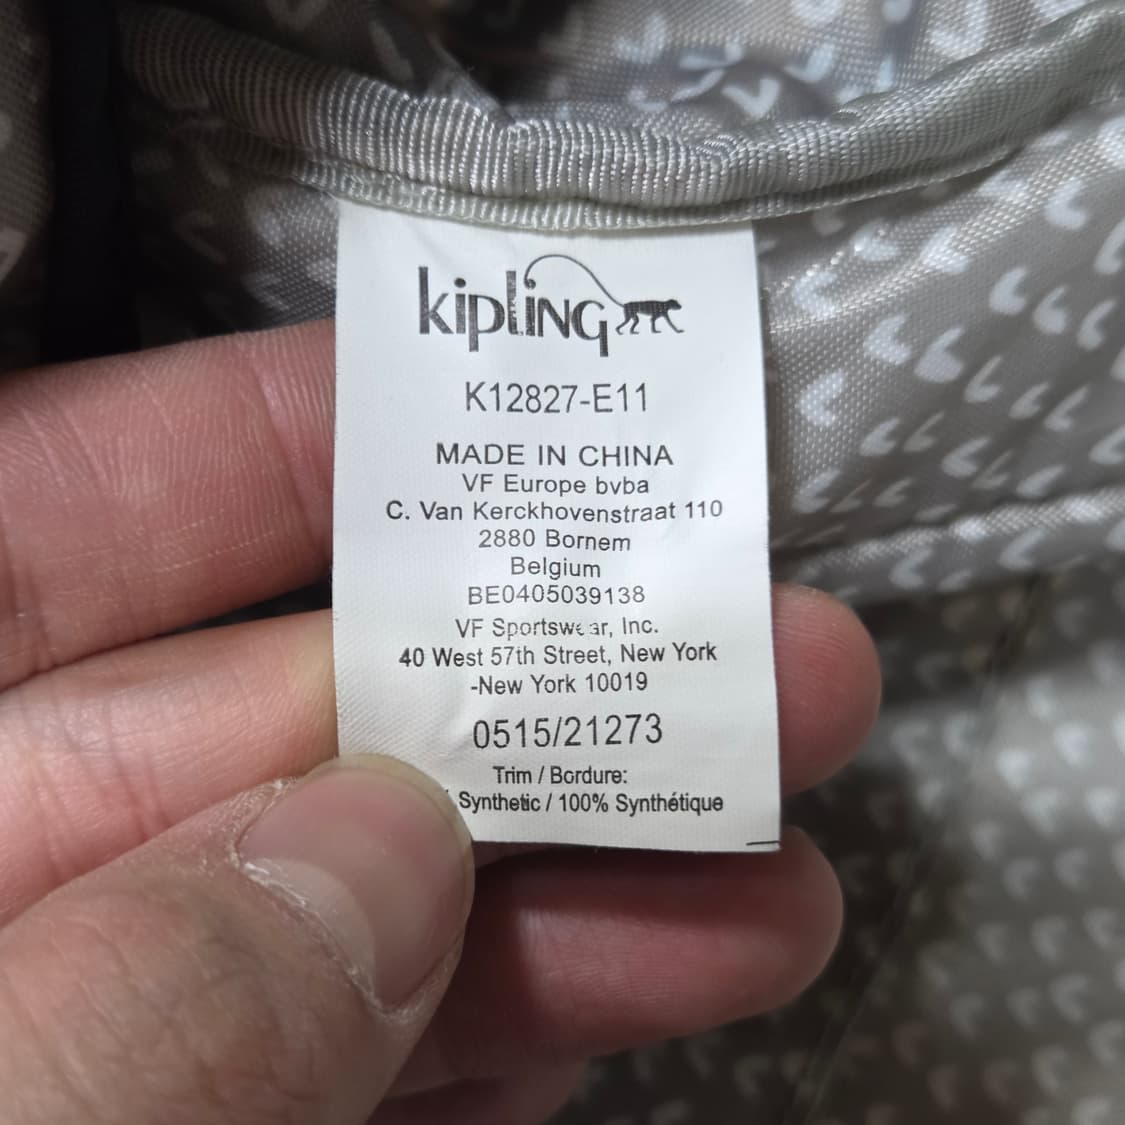 kipling
K12827-E11
MADE IN CHINA
VF Europe bvba
C. Van Kerckhovenstraat 110
2880 Bornem
Belgium
BE0405039138
VF Sportswear, Inc.
40 West 57th Street, New York
-New York 10019
0515/21273
Trim / Bordure:
Synthetic / 100% Synthétique